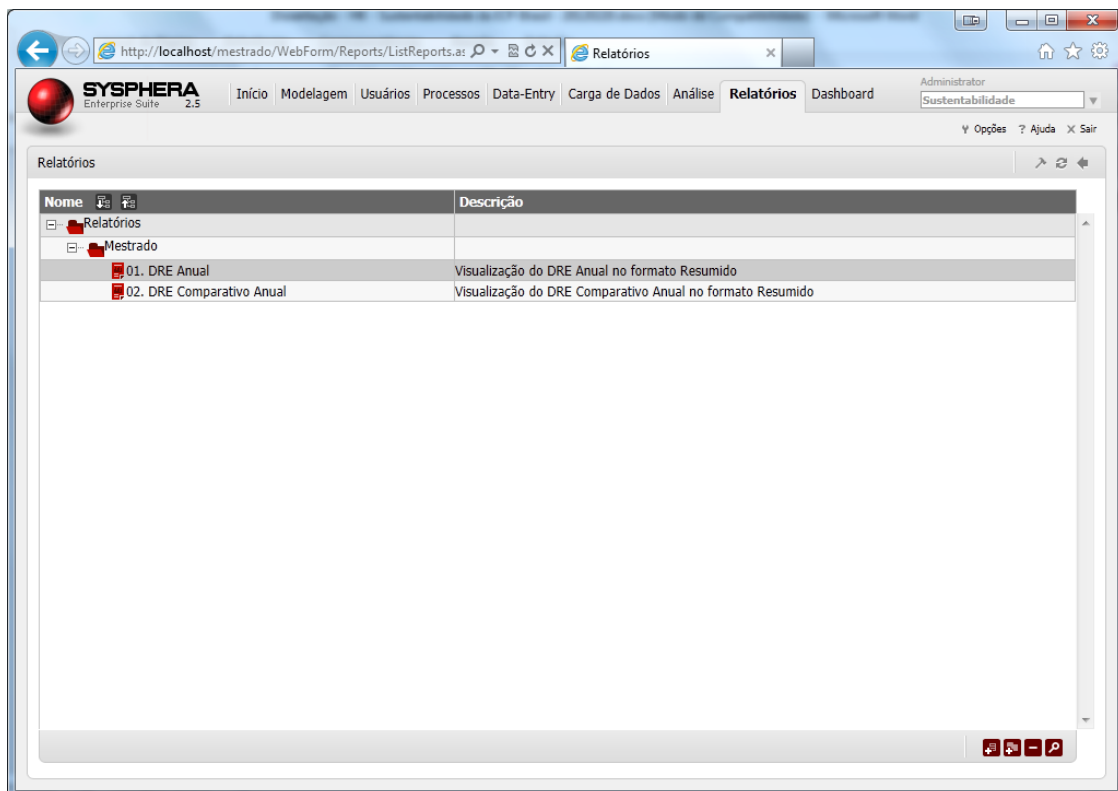 http://localhost/mestrado/WebForm/Reports/ListReports.as
Relatórios
SYSPHERA
Enterprise Suite 2.5
Início Modelagem Usuários Processos Data-Entry Carga de Dados Análise Relatórios Dashboard
Administrator
Sustentabilidade
Opções ? Ajuda X Sair
Relatórios
Nome Descrição
Relatórios
Mestrado
01. DRE Anual Visualização do DRE Anual no formato Resumido
02. DRE Comparativo Anual Visualização do DRE Comparativo Anual no formato Resumido